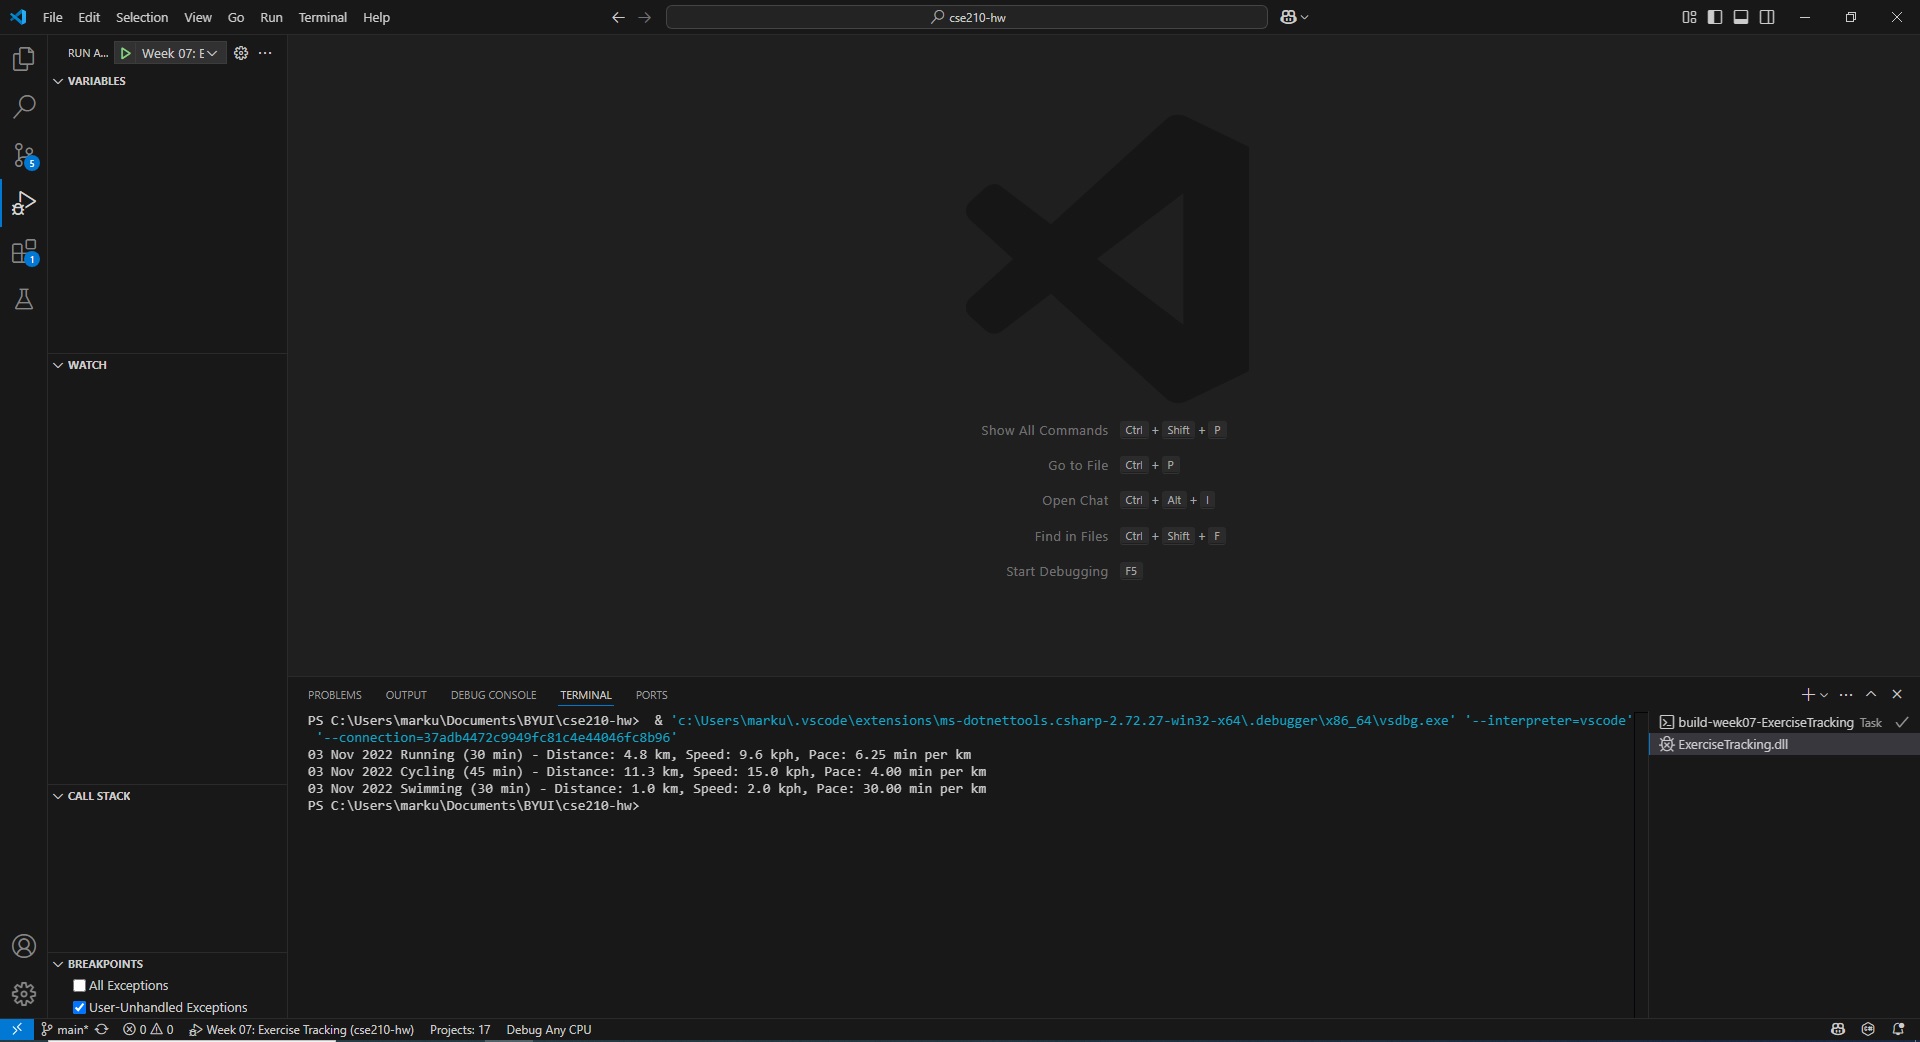 File Edit Selection View Go Run Terminal Help
cse210-hw
RUN A... Week 07: E
VARIABLES
5
1
WATCH
CALL STACK
BREAKPOINTS
All Exceptions
User-Unhandled Exceptions
Show All Commands Ctrl + Shift + P
Go to File Ctrl + P
Open Chat Ctrl + Alt + I
Find in Files Ctrl + Shift + F
Start Debugging F5
PROBLEMS OUTPUT DEBUG CONSOLE TERMINAL PORTS
PS C:\Users\marku\Documents\BYUI\cse210-hw>  & 'c:\Users\marku\.vscode\extensions\ms-dotnettools.csharp-2.72.27-win32-x64\.debugger\x86_64\vsdbg.exe' '--interpreter=vscode'
'--connection=37adb4472c9949fc81c4e44046fc8b96'
03 Nov 2022 Running (30 min) - Distance: 4.8 km, Speed: 9.6 kph, Pace: 6.25 min per km
03 Nov 2022 Cycling (45 min) - Distance: 11.3 km, Speed: 15.0 kph, Pace: 4.00 min per km
03 Nov 2022 Swimming (30 min) - Distance: 1.0 km, Speed: 2.0 kph, Pace: 30.00 min per km
PS C:\Users\marku\Documents\BYUI\cse210-hw>
build-week07-ExerciseTracking Task
ExerciseTracking.dll
main* 0 0 Week 07: Exercise Tracking (cse210-hw) Projects: 17 Debug Any CPU